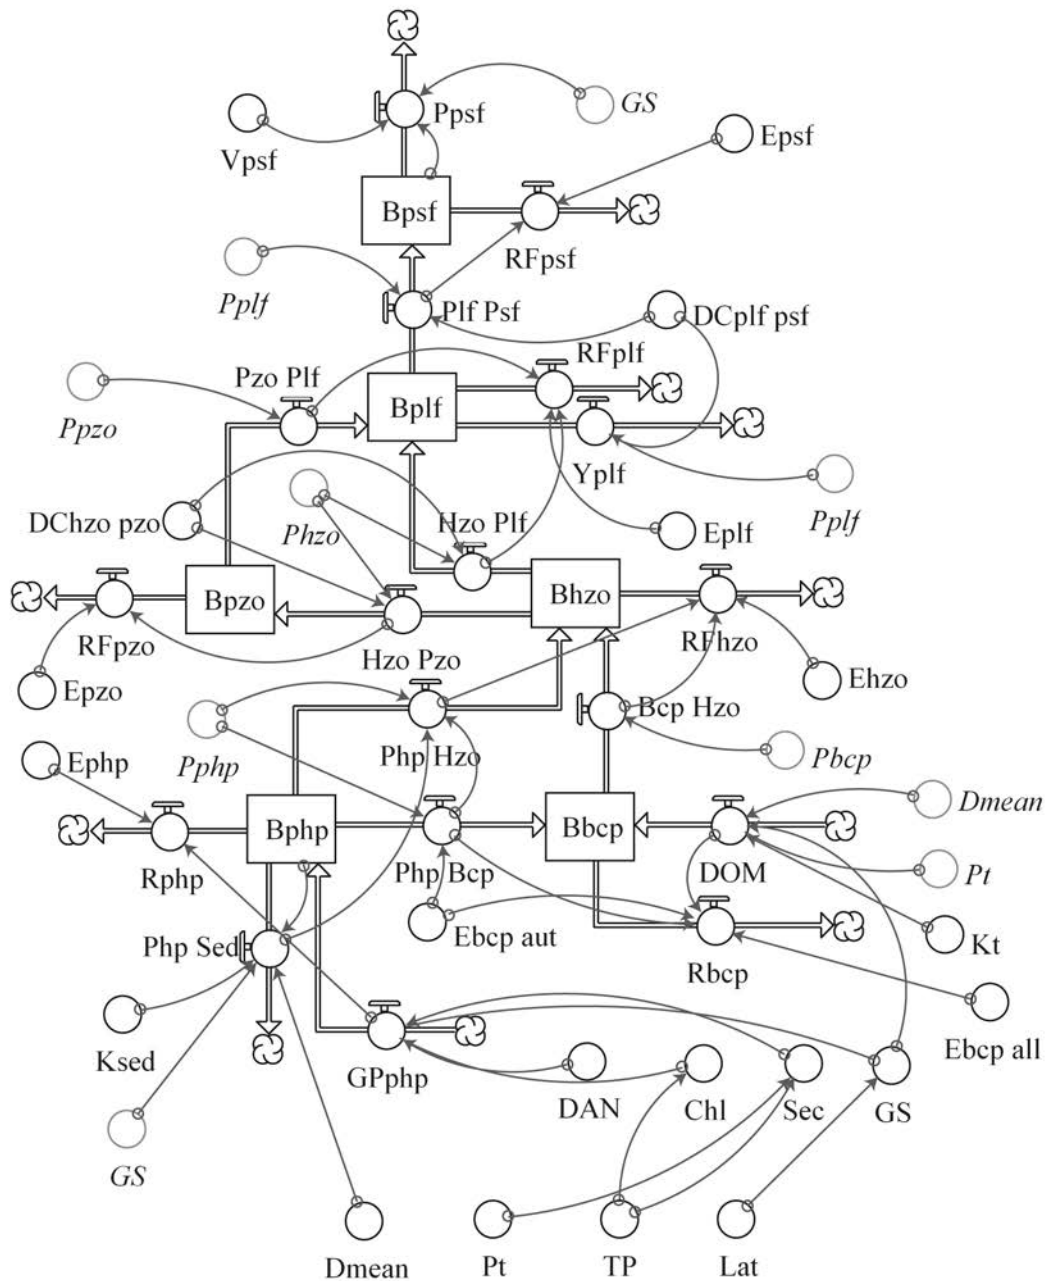 GS
Ppsf
Epsf
Vpsf
Bpsf
RFpsf
Pplf
Plf Psf
DCplf psf
RFplf
Pzo Plf
Ppzo
Bplf
Yplf
Pplf
DChzo pzo
Phzo
Hzo Plf
Eplf
Bpzo
Bhzo
RFpzo
RFhzo
Hzo Pzo
Epzo
Ehzo
Bcp Hzo
Pphp
Php Hzo
Pbcp
Ephp
Dmean
Bphp
Bbcp
Rphp
Php Bcp
DOM
Pt
Ebcp aut
Kt
Php Sed
Rbcp
Ksed
Ebcp all
GPphp
DAN
Chl
Sec
GS
GS
Dmean
Pt
TP
Lat